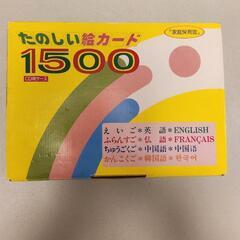 「家庭保育園」
たのしい絵カード
1500
CD用ケース
えいご＊英語＊ENGLISH
ふらんすご＊仏語＊FRANÇAIS
ちゅうごくご＊中国語＊中国语
かんこくご＊韓国語＊한국어